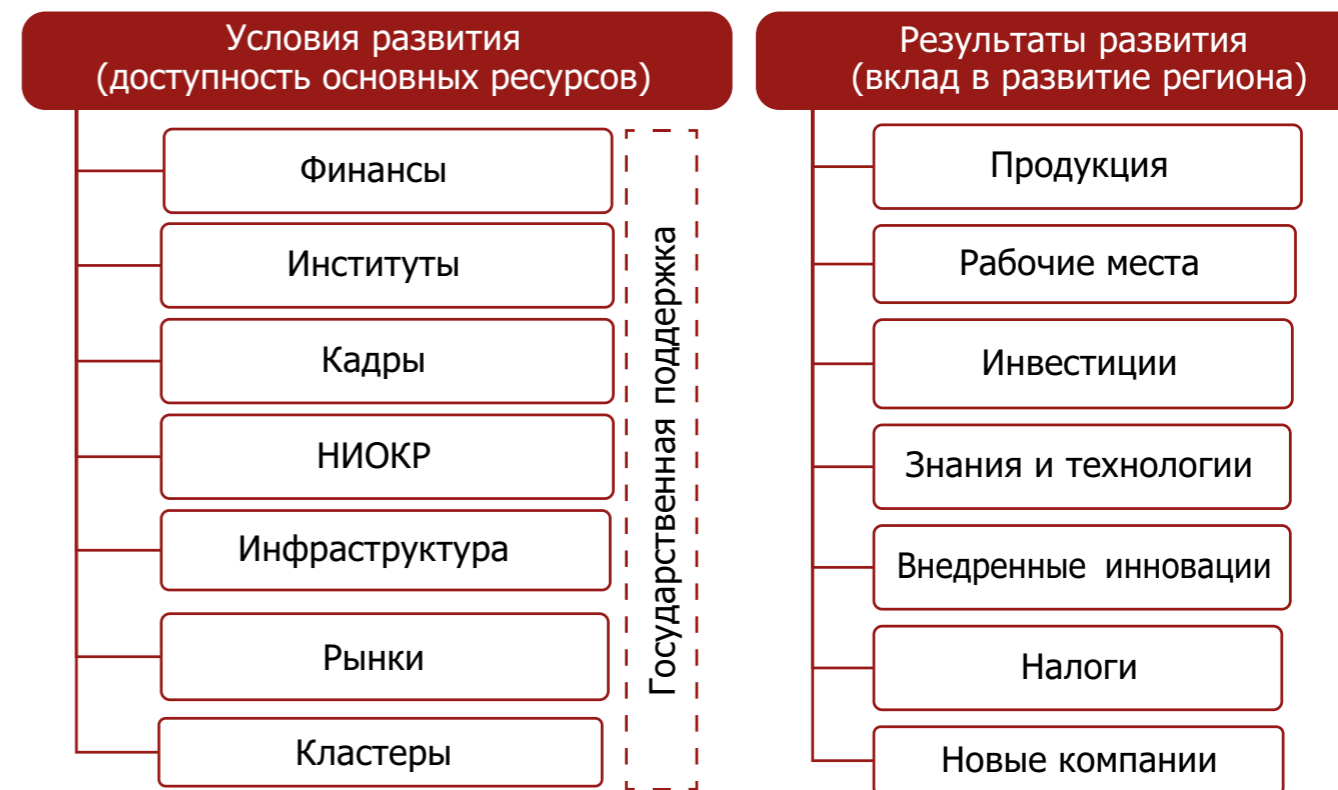 Условия развития
(доступность основных ресурсов)
Финансы
Институты
Кадры
НИОКР
Инфраструктура
Рынки
Кластеры
Государственная поддержка
Результаты развития
(вклад в развитие региона)
Продукция
Рабочие места
Инвестиции
Знания и технологии
Внедренные инновации
Налоги
Новые компании